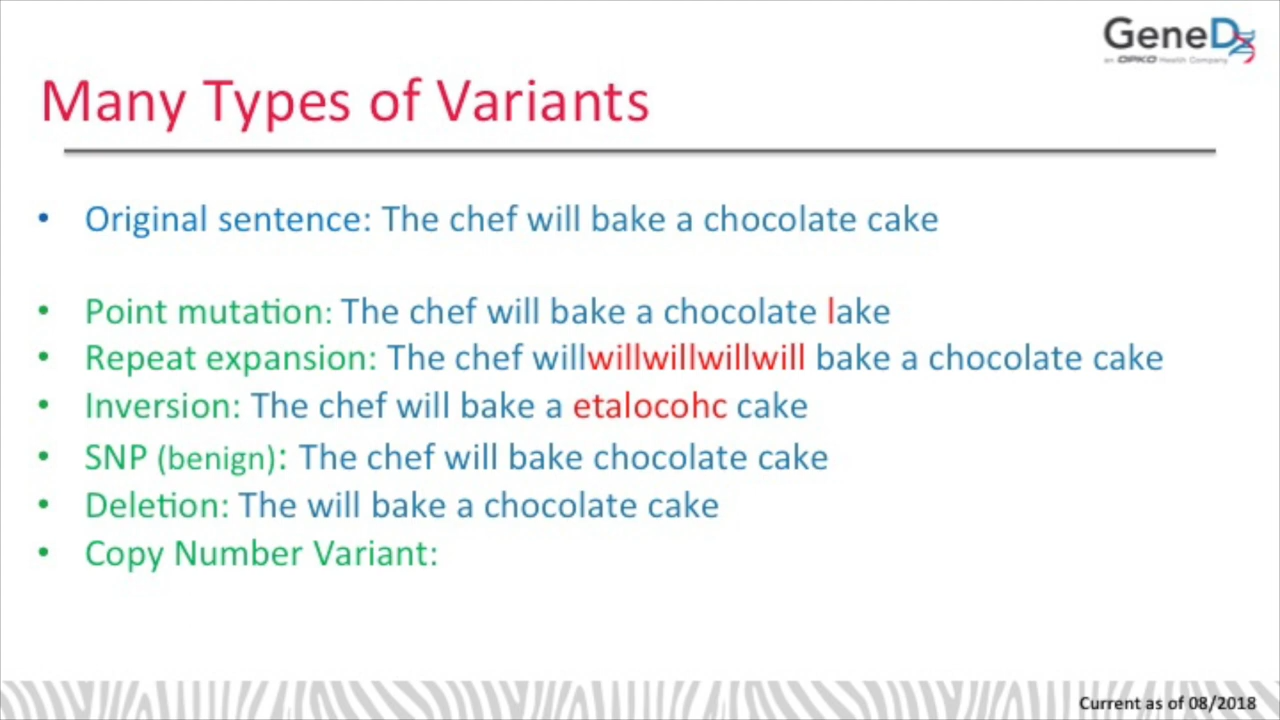 GeneDx
an OPKO Health Company
Many Types of Variants
• Original sentence: The chef will bake a chocolate cake
• Point mutation: The chef will bake a chocolate lake
• Repeat expansion: The chef willwillwillwillwill bake a chocolate cake
• Inversion: The chef will bake a etalocohc cake
• SNP (benign): The chef will bake chocolate cake
• Deletion: The will bake a chocolate cake
• Copy Number Variant:
Current as of 08/2018